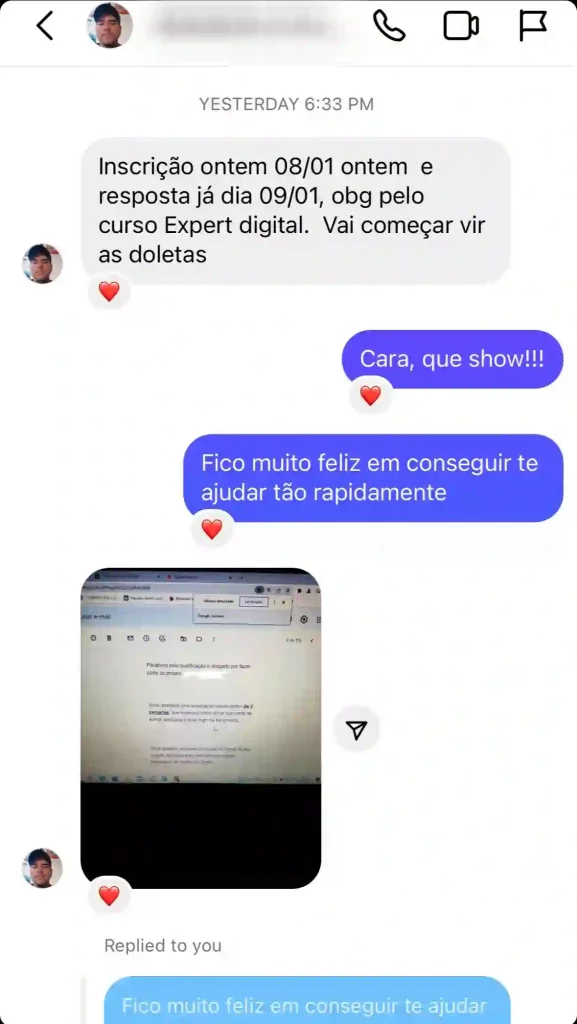 YESTERDAY 6:33 PM
Inscrição ontem 08/01 ontem e
resposta já dia 09/01, obg pelo
curso Expert digital. Vai começar vir
as doletas
Cara, que show!!!
Fico muito feliz em conseguir te
ajudar tão rapidamente
Parabéns pela qualificação e obrigado por fazer
parte do projeto.
Replied to you
Fico muito feliz em conseguir te ajudar